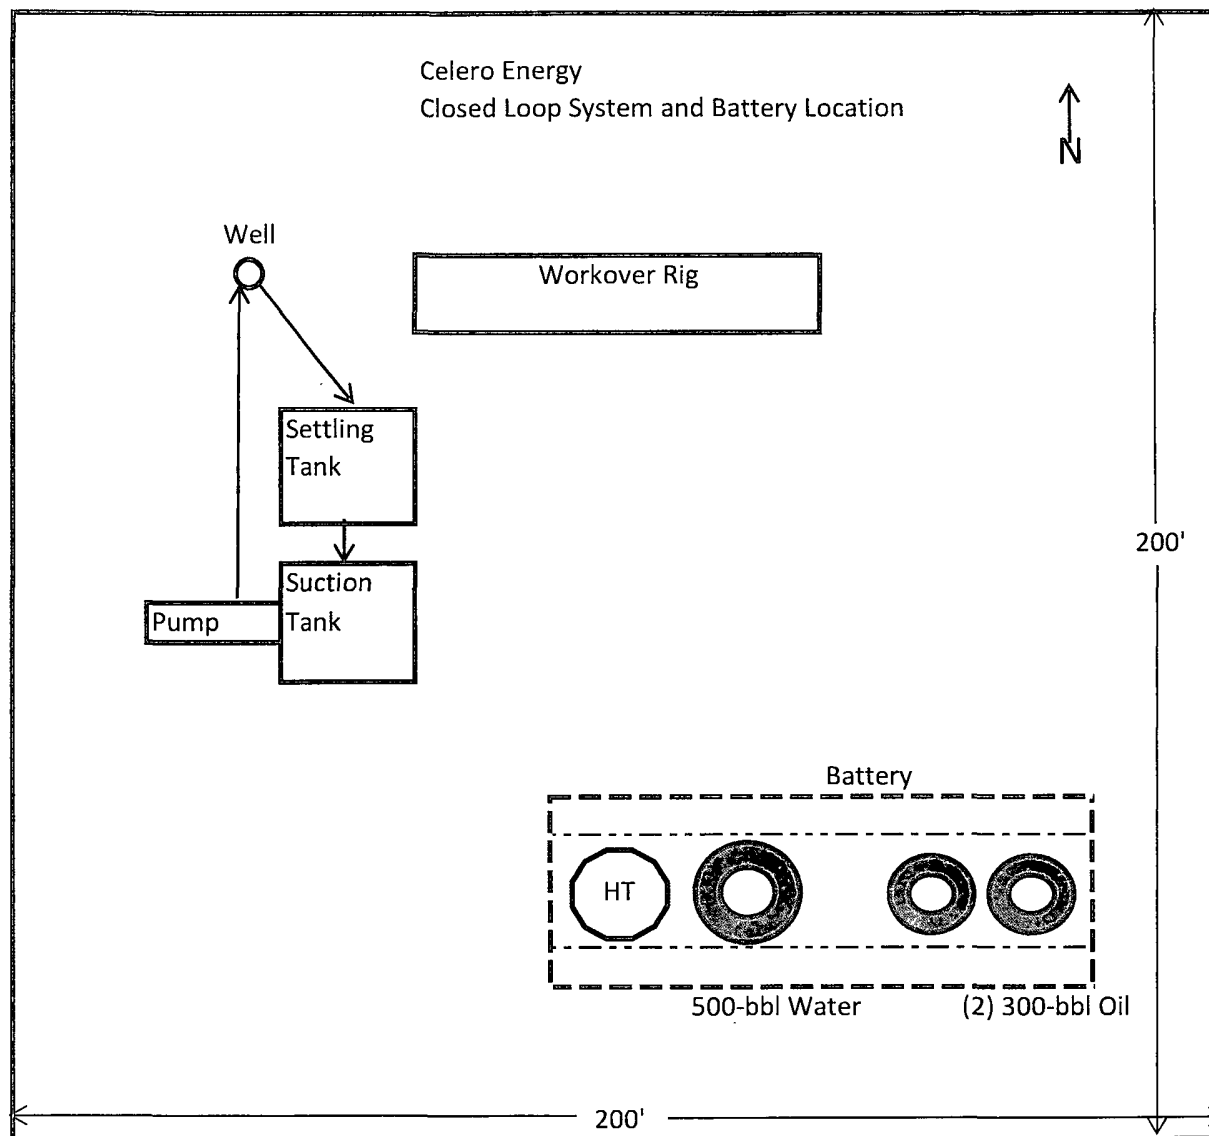 Celero Energy
Closed Loop System and Battery Location
N
Well
Workover Rig
Settling
Tank
200'
Suction
Tank
Pump
Battery
HT
500-bbl Water
(2) 300-bbl Oil
200'